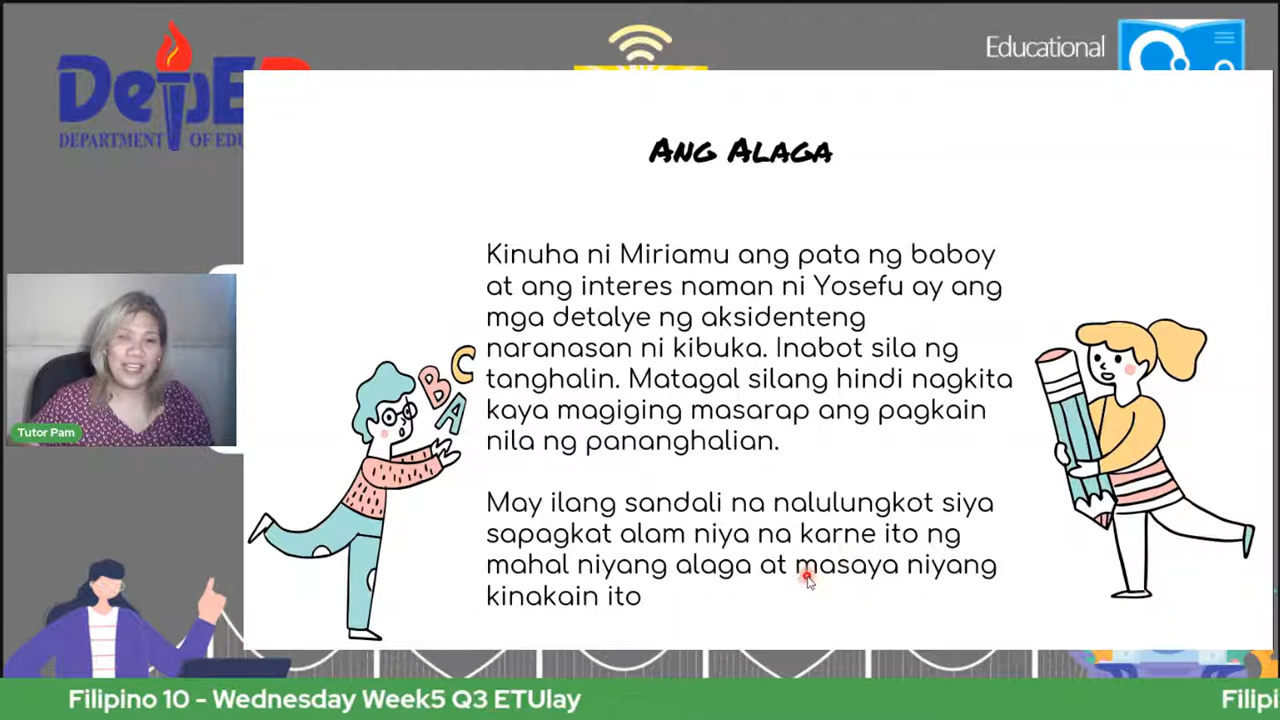 DepED
DEPARTMENT OF EDU
Educational
ANG ALAGA
Kinuha ni Miriamu ang pata ng baboy
at ang interes naman ni Yosefu ay ang
mga detalye ng aksidenteng
naranasan ni kibuka. Inabot sila ng
tanghalin. Matagal silang hindi nagkita
kaya magiging masarap ang pagkain
nila ng pananghalian.
May ilang sandali na nalulungkot siya
sapagkat alam niya na karne ito ng
mahal niyang alaga at masaya niyang
kinakain ito
A B C
Tutor Pam
Filipino 10 - Wednesday Week5 Q3 ETUlay
Filipi